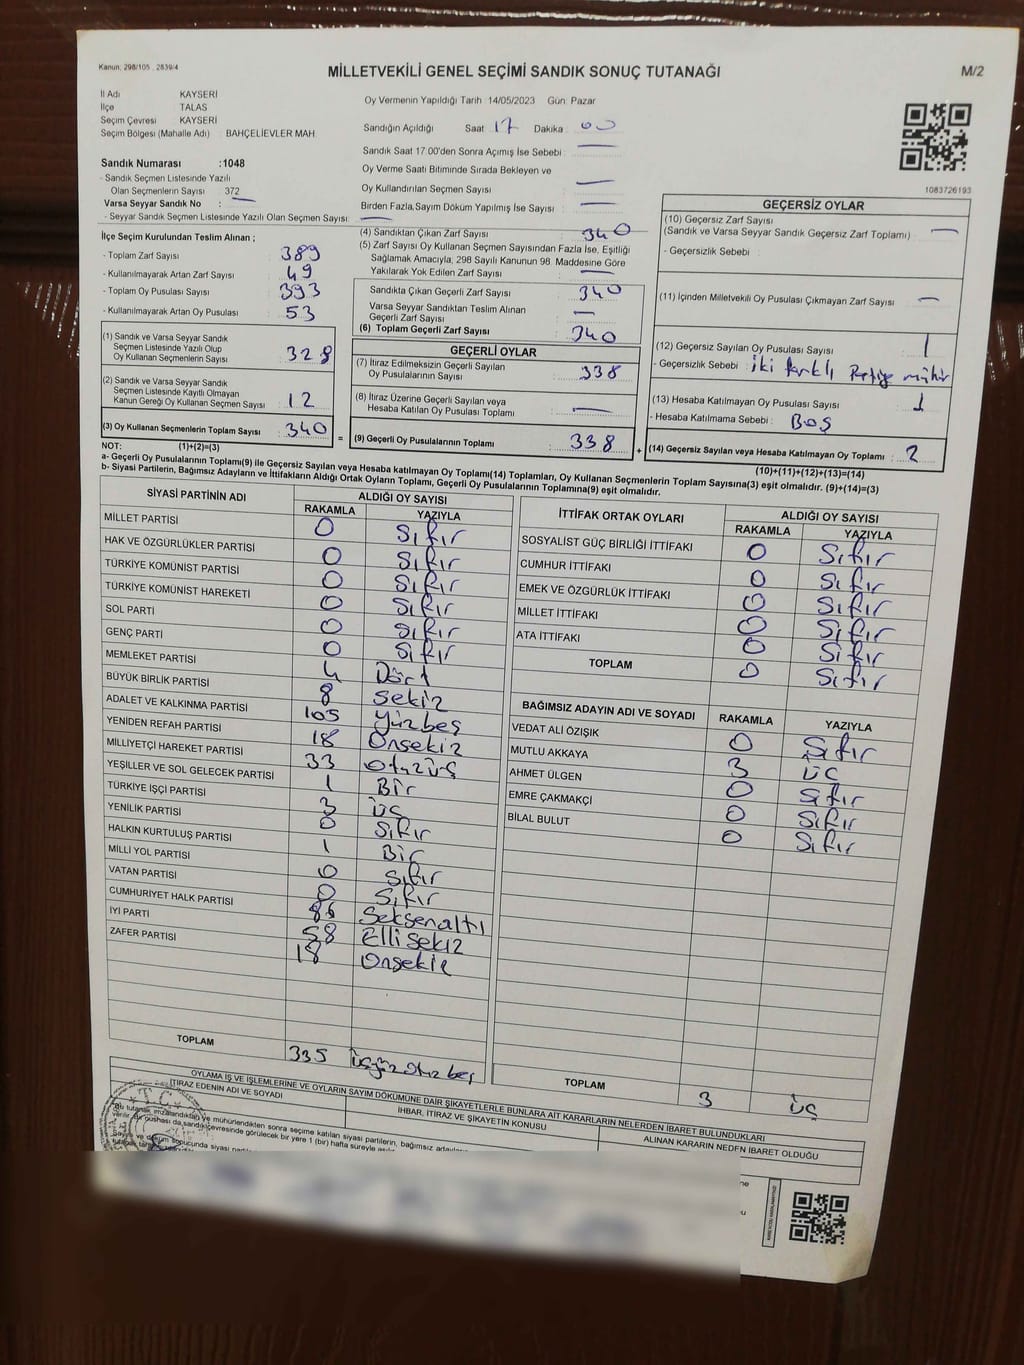 Kanun, 298/105 , 2839/4
MİLLETVEKİLİ GENEL SEÇİMİ SANDIK SONUÇ TUTANAĞI
M/2
İl Adı KAYSERİ
İlçe TALAS
Seçim Çevresi : KAYSERİ
Seçim Bölgesi (Mahalle Adı) : BAHÇELİEVLER MAH.
Sandık Numarası :1048
- Sandık Seçmen Listesinde Yazılı
Olan Seçmenlerin Sayısı : 372
Varsa Seyyar Sandık No : —
- Seyyar Sandık Seçmen Listesinde Yazılı Olan Seçmen Sayısı: —
Oy Vermenin Yapıldığı Tarih :14/05/2023 Gün: Pazar
Sandığın Açıldığı Saat : 17 Dakika : 00
Sandık Saat 17.00'den Sonra Açılmış İse Sebebi : —
Oy Verme Saati Bitiminde Sırada Bekleyen ve
Oy Kullandırılan Seçmen Sayısı : —
Birden Fazla,Sayım Döküm Yapılmış İse Sayısı : —
1083726193
İlçe Seçim Kurulundan Teslim Alınan ;
- Toplam Zarf Sayısı : 389
- Kullanılmayarak Artan Zarf Sayısı : 49
- Toplam Oy Pusulası Sayısı : 393
- Kullanılmayarak Artan Oy Pusulası : 53
(1) Sandık ve Varsa Seyyar Sandık
Seçmen Listesinde Yazılı Olup
Oy Kullanan Seçmenlerin Sayısı : 328
(2) Sandık ve Varsa Seyyar Sandık
Seçmen Listesinde Kayıtlı Olmayan
Kanun Gereği Oy Kullanan Seçmen Sayısı : 12
(3) Oy Kullanan Seçmenlerin Toplam Sayısı : 340
(4) Sandıktan Çıkan Zarf Sayısı : 340
(5) Zarf Sayısı Oy Kullanan Seçmen Sayısından Fazla İse, Eşitliği
Sağlamak Amacıyla, 298 Sayılı Kanunun 98. Maddesine Göre
Yakılarak Yok Edilen Zarf Sayısı : —
Sandıkta Çıkan Geçerli Zarf Sayısı : 340
Varsa Seyyar Sandıktan Teslim Alınan
Geçerli Zarf Sayısı : —
(6) Toplam Geçerli Zarf Sayısı : 340
GEÇERLİ OYLAR
(7) İtiraz Edilmeksizin Geçerli Sayılan
Oy Pusulalarının Sayısı : 338
(8) İtiraz Üzerine Geçerli Sayılan veya
Hesaba Katılan Oy Pusulası Toplamı : —
= (9) Geçerli Oy Pusulalarının Toplamı : 338
GEÇERSİZ OYLAR
(10) Geçersiz Zarf Sayısı
(Sandık ve Varsa Seyyar Sandık Geçersiz Zarf Toplamı) : —
- Geçersizlik Sebebi :
(11) İçinden Milletvekili Oy Pusulası Çıkmayan Zarf Sayısı : —
(12) Geçersiz Sayılan Oy Pusulası Sayısı : 1
- Geçersizlik Sebebi : iki farklı Partiye mühür
(13) Hesaba Katılmayan Oy Pusulası Sayısı : 1
- Hesaba Katılmama Sebebi : Boş
+ (14) Geçersiz Sayılan veya Hesaba Katılmayan Oy Toplamı : 2
NOT: (1)+(2)=(3)
(10)+(11)+(12)+(13)=(14)
a- Geçerli Oy Pusulalarının Toplamı(9) ile Geçersiz Sayılan veya Hesaba katılmayan Oy Toplamı(14) Toplamları, Oy Kullanan Seçmenlerin Toplam Sayısına(3) eşit olmalıdır. (9)+(14)=(3)
b- Siyasi Partilerin, Bağımsız Adayların ve İttifakların Aldığı Ortak Oyların Toplamı, Geçerli Oy Pusulalarının Toplamına(9) eşit olmalıdır.
SİYASİ PARTİNİN ADI ALDIĞI OY SAYISI
RAKAMLA YAZIYLA
MİLLET PARTİSİ 0 Sıfır
HAK VE ÖZGÜRLÜKLER PARTİSİ 0 Sıfır
TÜRKİYE KOMÜNİST PARTİSİ 0 Sıfır
TÜRKİYE KOMÜNİST HAREKETİ 0 Sıfır
SOL PARTİ 0 Sıfır
GENÇ PARTİ 0 Sıfır
MEMLEKET PARTİSİ 4 Dört
BÜYÜK BİRLİK PARTİSİ 8 Sekiz
ADALET VE KALKINMA PARTİSİ 105 Yüzbeş
YENİDEN REFAH PARTİSİ 18 Onsekiz
MİLLİYETÇİ HAREKET PARTİSİ 33 Otuzüç
YEŞİLLER VE SOL GELECEK PARTİSİ 1 Bir
TÜRKİYE İŞÇİ PARTİSİ 3 üç
YENİLİK PARTİSİ 0 Sıfır
HALKIN KURTULUŞ PARTİSİ 1 Bir
MİLLİ YOL PARTİSİ 0 Sıfır
VATAN PARTİSİ 0 Sıfır
CUMHURİYET HALK PARTİSİ 86 Seksenaltı
İYİ PARTİ 58 Ellisekiz
ZAFER PARTİSİ 18 Onsekiz
TOPLAM 335 üçyüz otuz beş
İTTİFAK ORTAK OYLARI ALDIĞI OY SAYISI
RAKAMLA YAZIYLA
SOSYALİST GÜÇ BİRLİĞİ İTTİFAKI 0 Sıfır
CUMHUR İTTİFAKI 0 Sıfır
EMEK VE ÖZGÜRLÜK İTTİFAKI 0 Sıfır
MİLLET İTTİFAKI 0 Sıfır
ATA İTTİFAKI 0 Sıfır
TOPLAM 0 Sıfır
BAĞIMSIZ ADAYIN ADI VE SOYADI RAKAMLA YAZIYLA
VEDAT ALİ ÖZIŞIK 0 Sıfır
MUTLU AKKAYA 3 üç
AHMET ÜLGEN 0 Sıfır
EMRE ÇAKMAKÇİ 0 Sıfır
BİLAL BULUT 0 Sıfır
TOPLAM 3 üç
OYLAMA İŞ VE İŞLEMLERİNE VE OYLARIN SAYIM DÖKÜMÜNE DAİR ŞİKAYETLERLE BUNLARA AİT KARARLARIN NELERDEN İBARET BULUNDUKLARI
İTİRAZ EDENİN ADI VE SOYADI İHBAR, İTİRAZ VE ŞİKAYETİN KONUSU ALINAN KARARIN NEDEN İBARET OLDUĞU
T.C.
Bu tutanak imzalandıktan ve mühürlendikten sonra seçime katılan siyasi partilerin, bağımsız
çevresinde görülecek bir yere 1 (bir) hafta süreyle asılır.